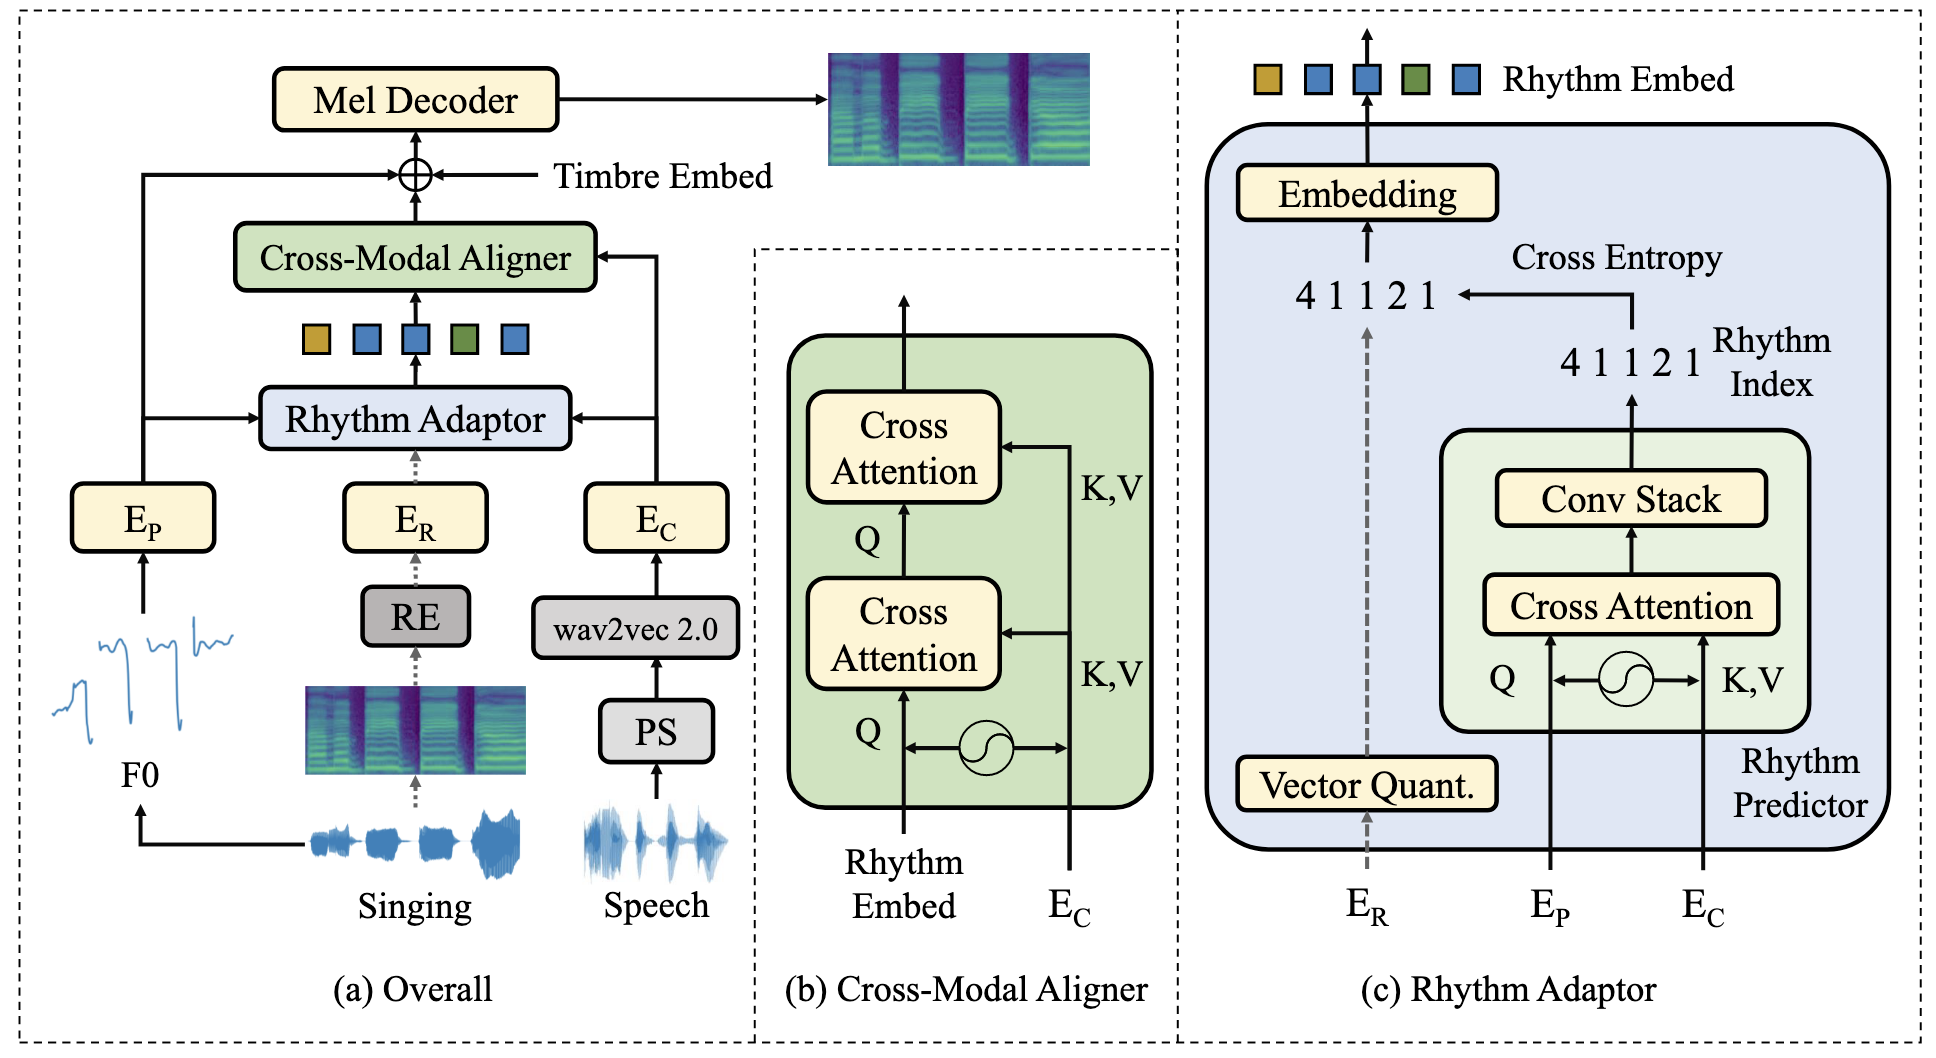 Mel Decoder
Timbre Embed
Cross-Modal Aligner
Rhythm Adaptor
E_P
E_R
E_C
RE
wav2vec 2.0
PS
F0
Singing
Speech
(a) Overall
Cross
Attention
K,V
Q
Cross
Attention
K,V
Q
Rhythm
Embed
E_C
(b) Cross-Modal Aligner
Rhythm Embed
Embedding
Cross Entropy
4 1 1 2 1
4 1 1 2 1
Rhythm
Index
Conv Stack
Cross Attention
Q
K,V
Vector Quant.
Rhythm
Predictor
E_R
E_P
E_C
(c) Rhythm Adaptor